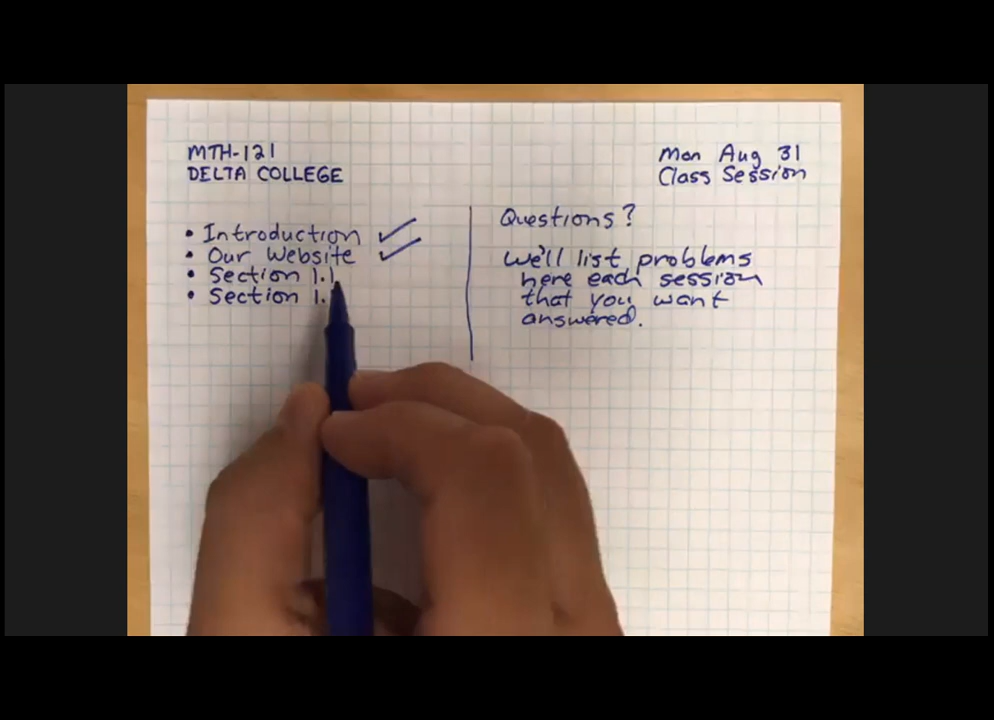 MTH-121
DELTA COLLEGE
Mon Aug 31
Class Session
• Introduction ✓
• Our Website ✓
• Section 1.1
• Section 1.
Questions?
We'll list problems
here each session
that you want
answered.